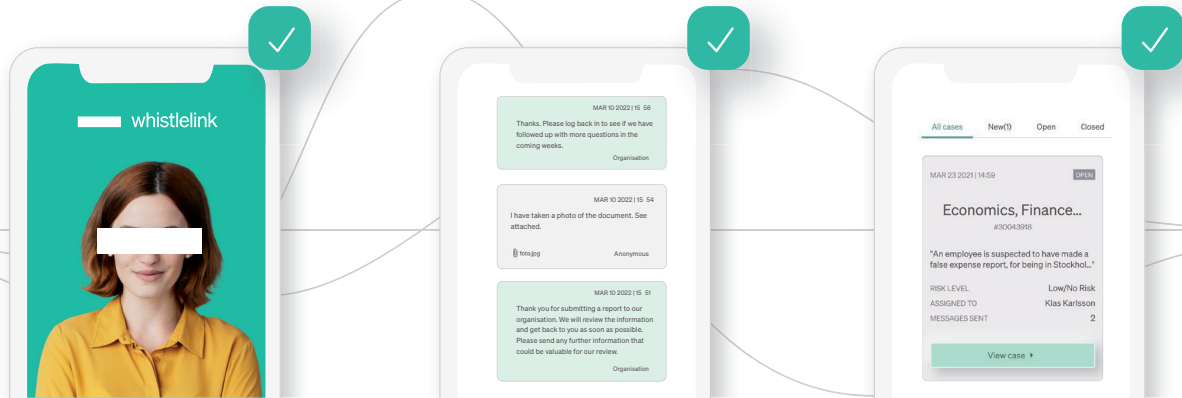 whistlelink
MAR 10 2022 | 15 56
Thanks. Please log back in to see if we have
followed up with more questions in the
coming weeks.
Organisation
MAR 10 2022 | 15 54
I have taken a photo of the document. See
attached.
foto.jpg
Anonymous
MAR 10 2022 | 15 51
Thank you for submitting a report to our
organisation. We will review the information
and get back to you as soon as possible.
Please send any further information that
could be valuable for our review.
Organisation
All cases New(1) Open Closed
MAR 23 2021 | 14:59 OPEN
Economics, Finance...
#30043918
"An employee is suspected to have made a
false expense report, for being in Stockhol..."
RISK LEVEL Low/No Risk
ASSIGNED TO Klas Karlsson
MESSAGES SENT 2
View case